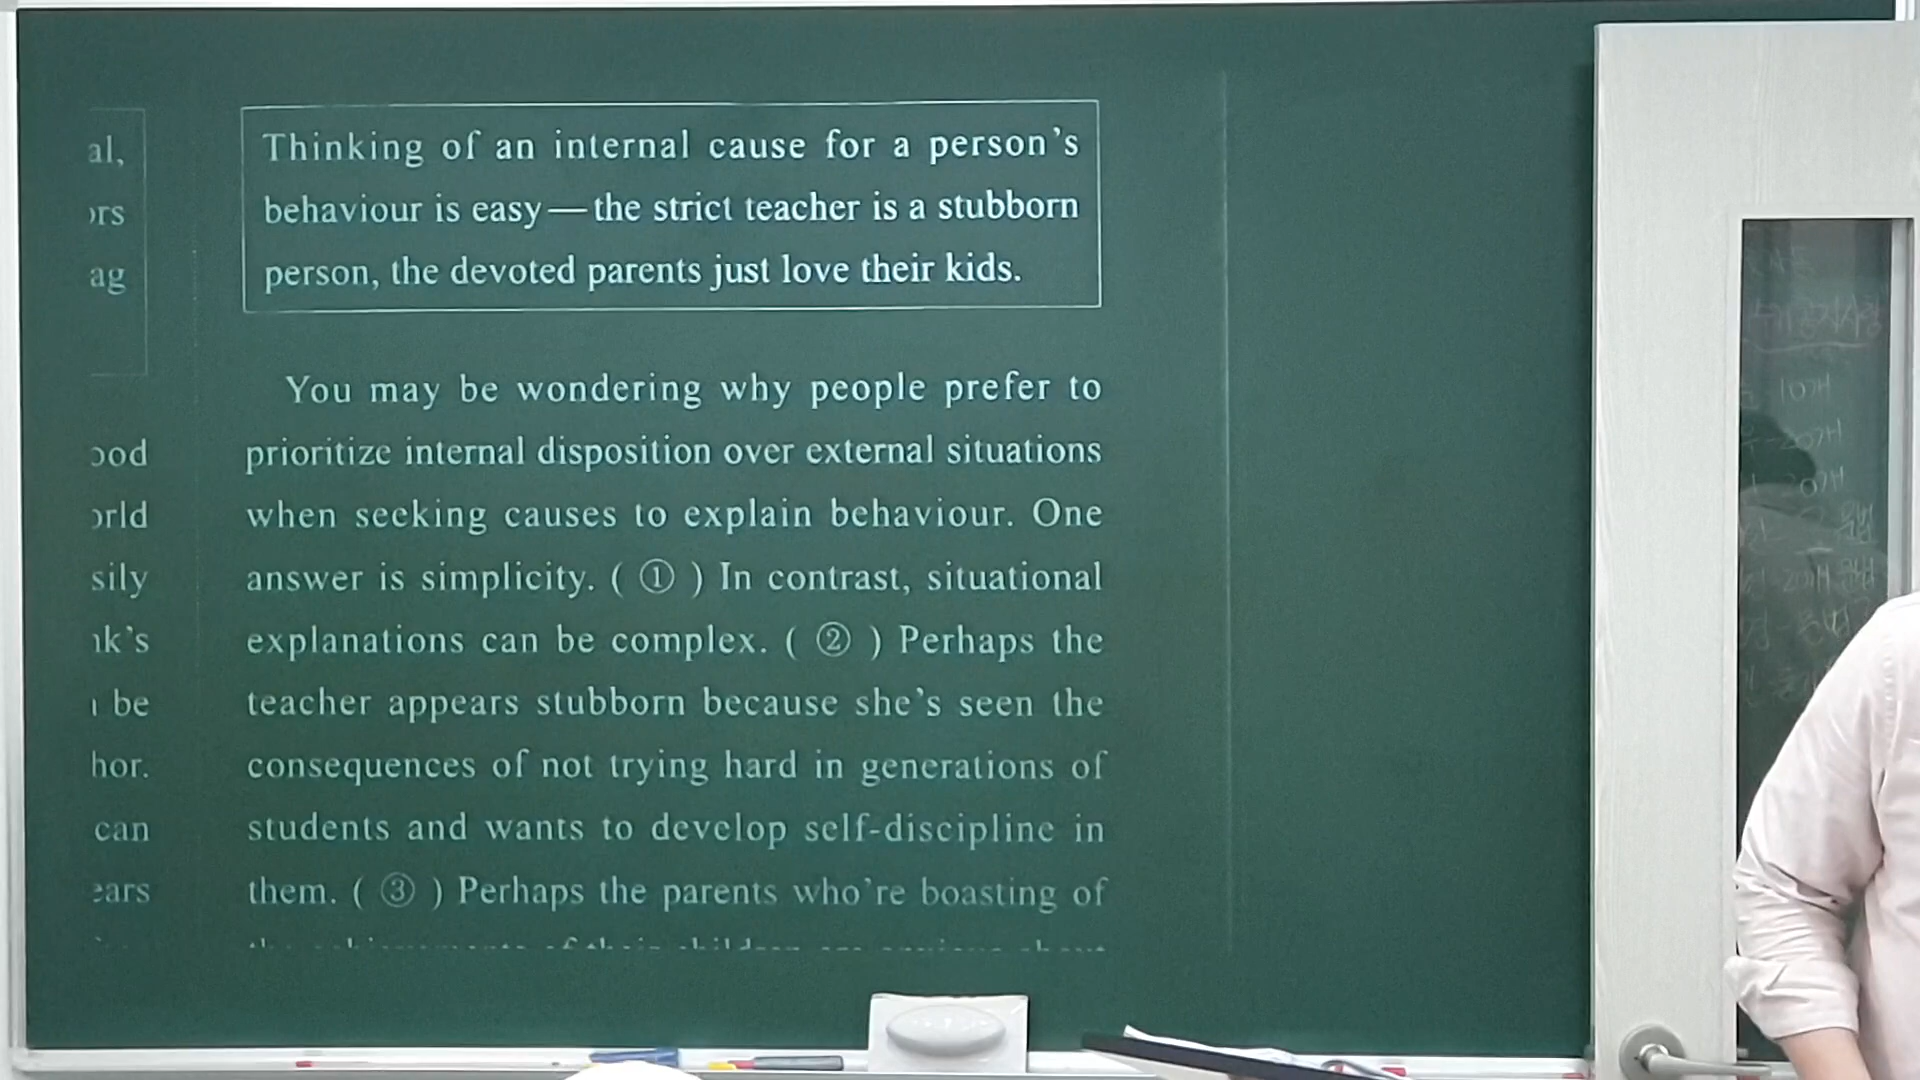 al,
ag
Thinking of an internal cause for a person's
behaviour is easy—the strict teacher is a stubborn
person, the devoted parents just love their kids.
sily
be
hor.
can
You may be wondering why people prefer to
prioritize internal disposition over external situations
when seeking causes to explain behaviour. One
answer is simplicity. ( ① ) In contrast, situational
explanations can be complex. ( ② ) Perhaps the
teacher appears stubborn because she's seen the
consequences of not trying hard in generations of
students and wants to develop self-discipline in
them. ( ③ ) Perhaps the parents who're boasting of